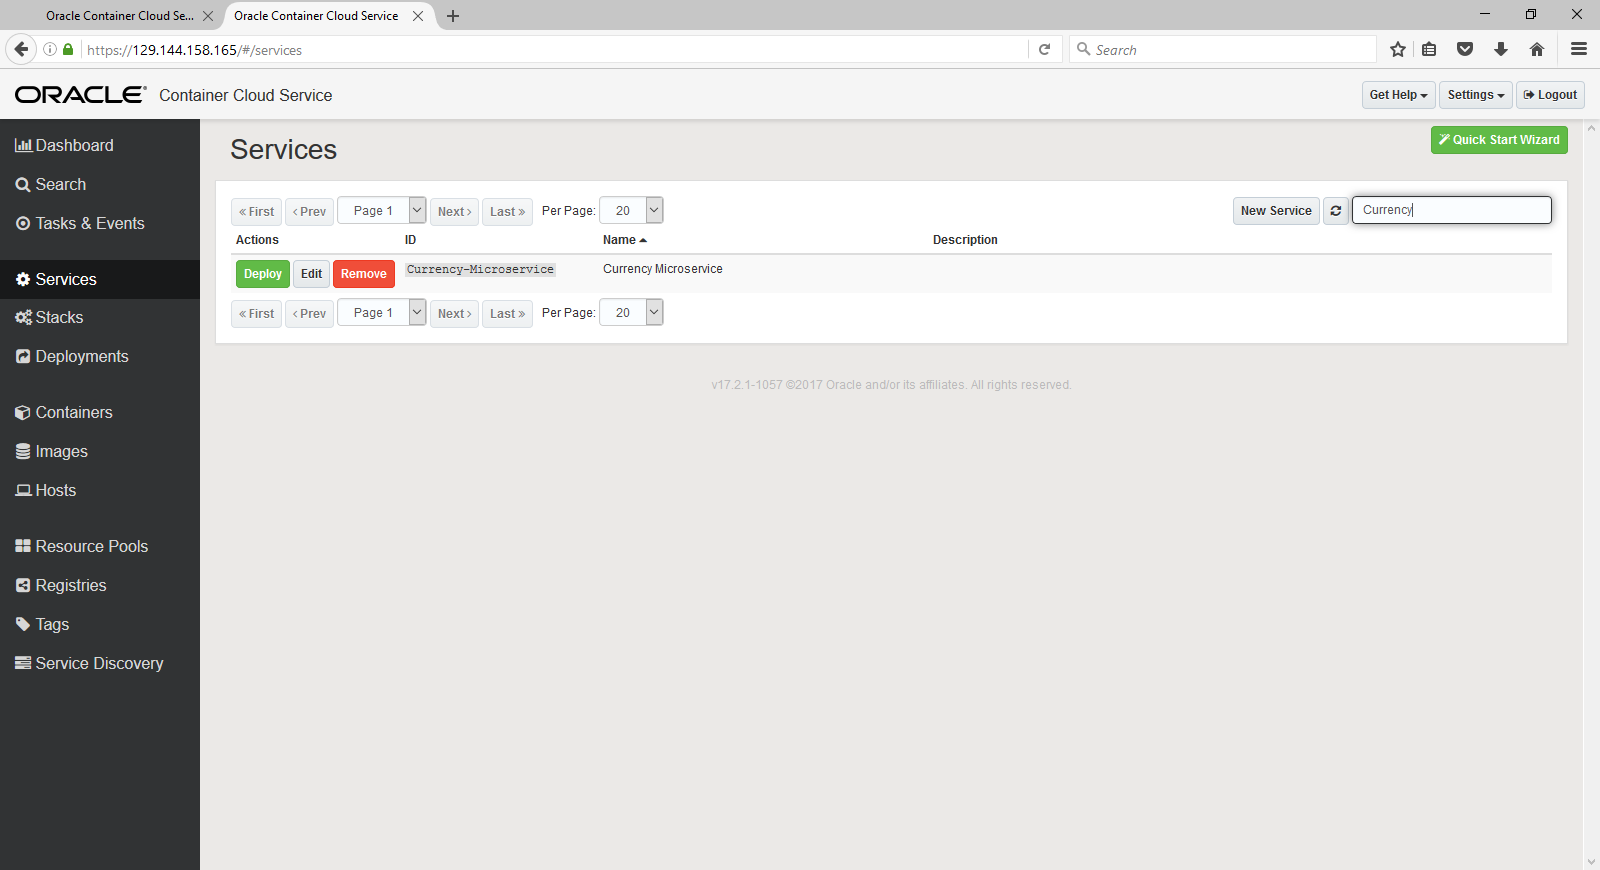 Oracle Container Cloud Se...
Oracle Container Cloud Service
https://129.144.158.165/#/services
Search
ORACLE® Container Cloud Service
Get Help
Settings
Logout
Dashboard
Search
Tasks & Events
Services
Stacks
Deployments
Containers
Images
Hosts
Resource Pools
Registries
Tags
Service Discovery
Services
Quick Start Wizard
« First ‹ Prev Page 1 Next › Last » Per Page: 20
New Service
Currency
Actions ID Name Description
Deploy Edit Remove Currency-Microservice Currency Microservice
« First ‹ Prev Page 1 Next › Last » Per Page: 20
v17.2.1-1057 ©2017 Oracle and/or its affiliates. All rights reserved.